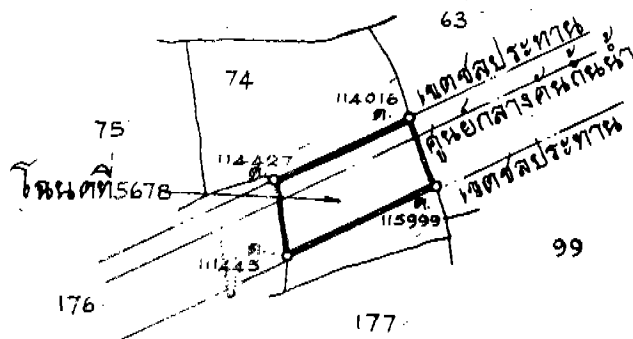 63
74
เขตชลประทาน
114016
ต.
ศูนย์กลางคันกั้นน้ำ
75
114427
ต.
โฉนดที่5678
เขตชลประทาน
ต.
115999
ต.
111445
99
176
177